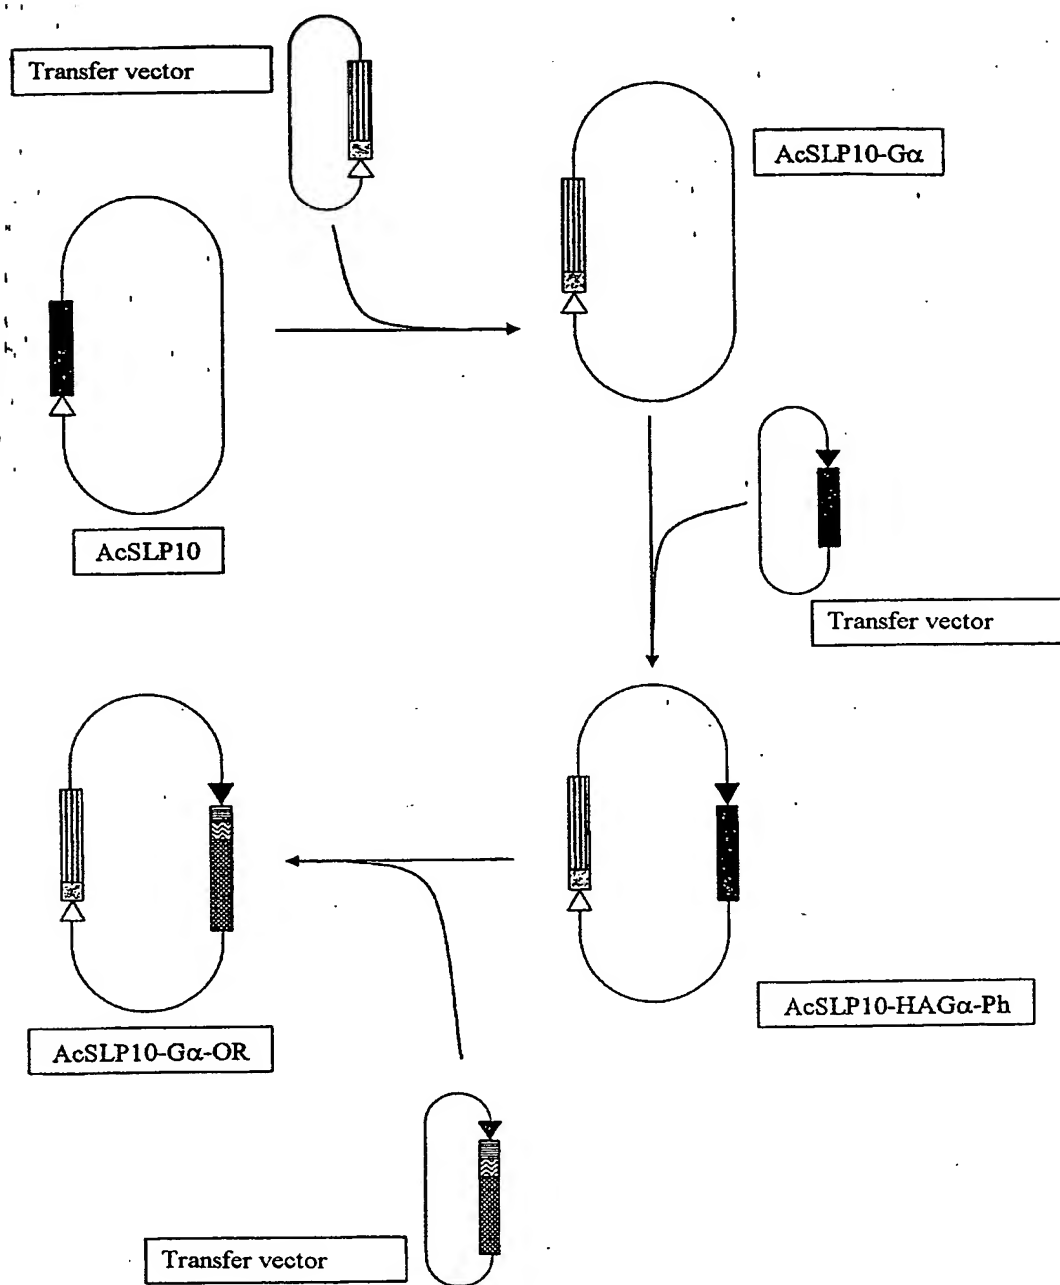 Transfer vector
AcSLP10-Gα
AcSLP10
Transfer vector
AcSLP10-HAGα-Ph
AcSLP10-Gα-OR
Transfer vector